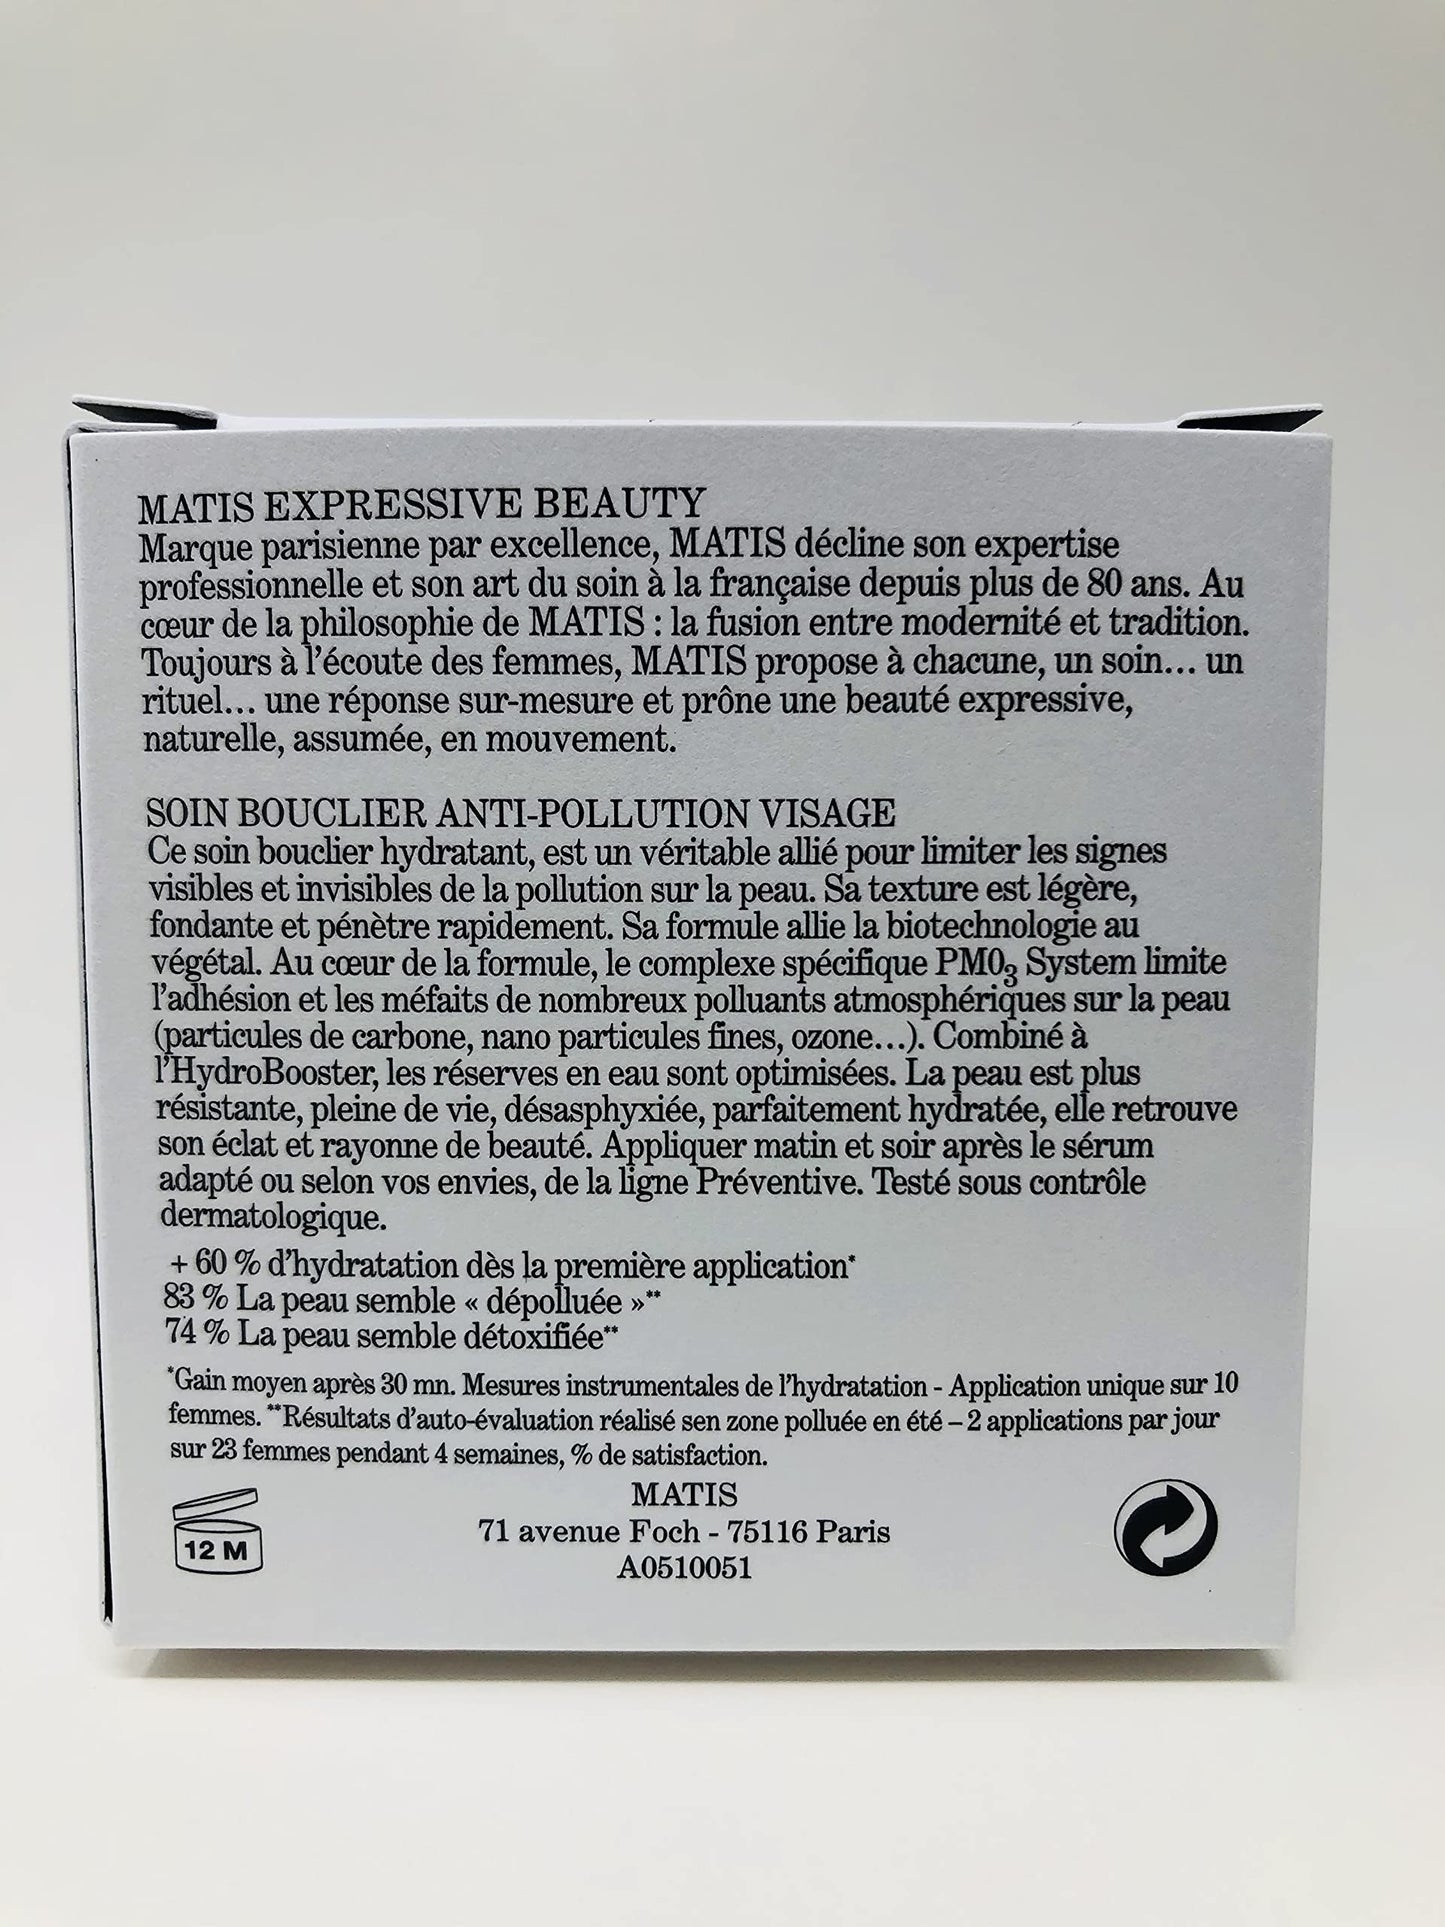 MATIS EXPRESSIVE BEAUTY
Marque parisienne par excellence, MATIS décline son expertise
professionnelle et son art du soin à la française depuis plus de 80 ans. Au
cœur de la philosophie de MATIS : la fusion entre modernité et tradition.
Toujours à l'écoute des femmes, MATIS propose à chacune, un soin... un
rituel... une réponse sur-mesure et prône une beauté expressive,
naturelle, assumée, en mouvement.
SOIN BOUCLIER ANTI-POLLUTION VISAGE
Ce soin bouclier hydratant, est un véritable allié pour limiter les signes
visibles et invisibles de la pollution sur la peau. Sa texture est légère,
fondante et pénètre rapidement. Sa formule allie la biotechnologie au
végétal. Au cœur de la formule, le complexe spécifique PMO₃ System limite
l'adhésion et les méfaits de nombreux polluants atmosphériques sur la peau
(particules de carbone, nano particules fines, ozone...). Combiné à
l'HydroBooster, les réserves en eau sont optimisées. La peau est plus
résistante, pleine de vie, désasphyxiée, parfaitement hydratée, elle retrouve
son éclat et rayonne de beauté. Appliquer matin et soir après le sérum
adapté ou selon vos envies, de la ligne Préventive. Testé sous contrôle
dermatologique.
+ 60 % d'hydratation dès la première application*
83 % La peau semble « dépolluée »**
74 % La peau semble détoxifiée**
*Gain moyen après 30 mn. Mesures instrumentales de l'hydratation - Application unique sur 10
femmes. **Résultats d'auto-évaluation réalisé sen zone polluée en été – 2 applications par jour
sur 23 femmes pendant 4 semaines, % de satisfaction.
MATIS
71 avenue Foch - 75116 Paris
A0510051
12 M